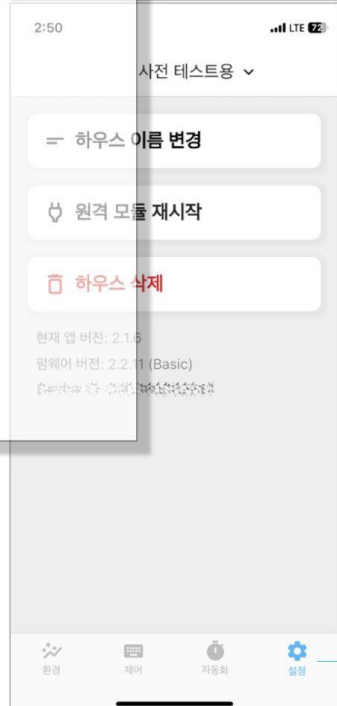 2:50 LTE 72
사전 테스트용
하우스 이름 변경
원격 모듈 재시작
하우스 삭제
현재 앱 버전: 2.1.6
펌웨어 버전: 2.2.11 (Basic)
환경 제어 자동화 설정